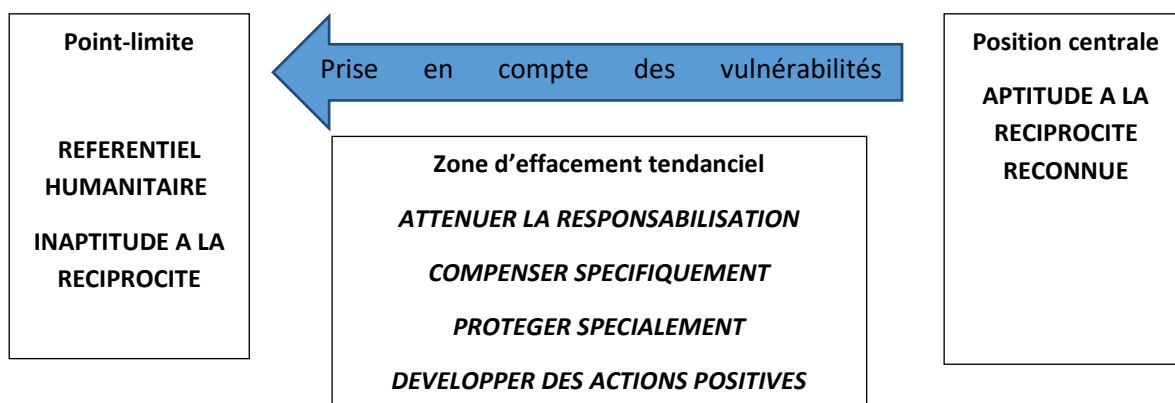 Point-limite
REFERENTIEL
HUMANITAIRE
INAPTITUDE A LA
RECIPROCITE
Prise en compte des vulnérabilités
Zone d’effacement tendanciel
ATTENUER LA RESPONSABILISATION
COMPENSER SPECIFIQUEMENT
PROTEGER SPECIALEMENT
DEVELOPPER DES ACTIONS POSITIVES
Position centrale
APTITUDE A LA
RECIPROCITE
RECONNUE